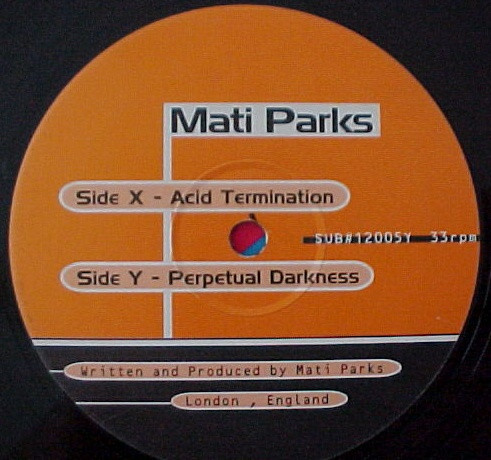 Mati Parks
Side X - Acid Termination
SUB#12005Y 33rpm
Side Y - Perpetual Darkness
Written and Produced by Mati Parks
London , England